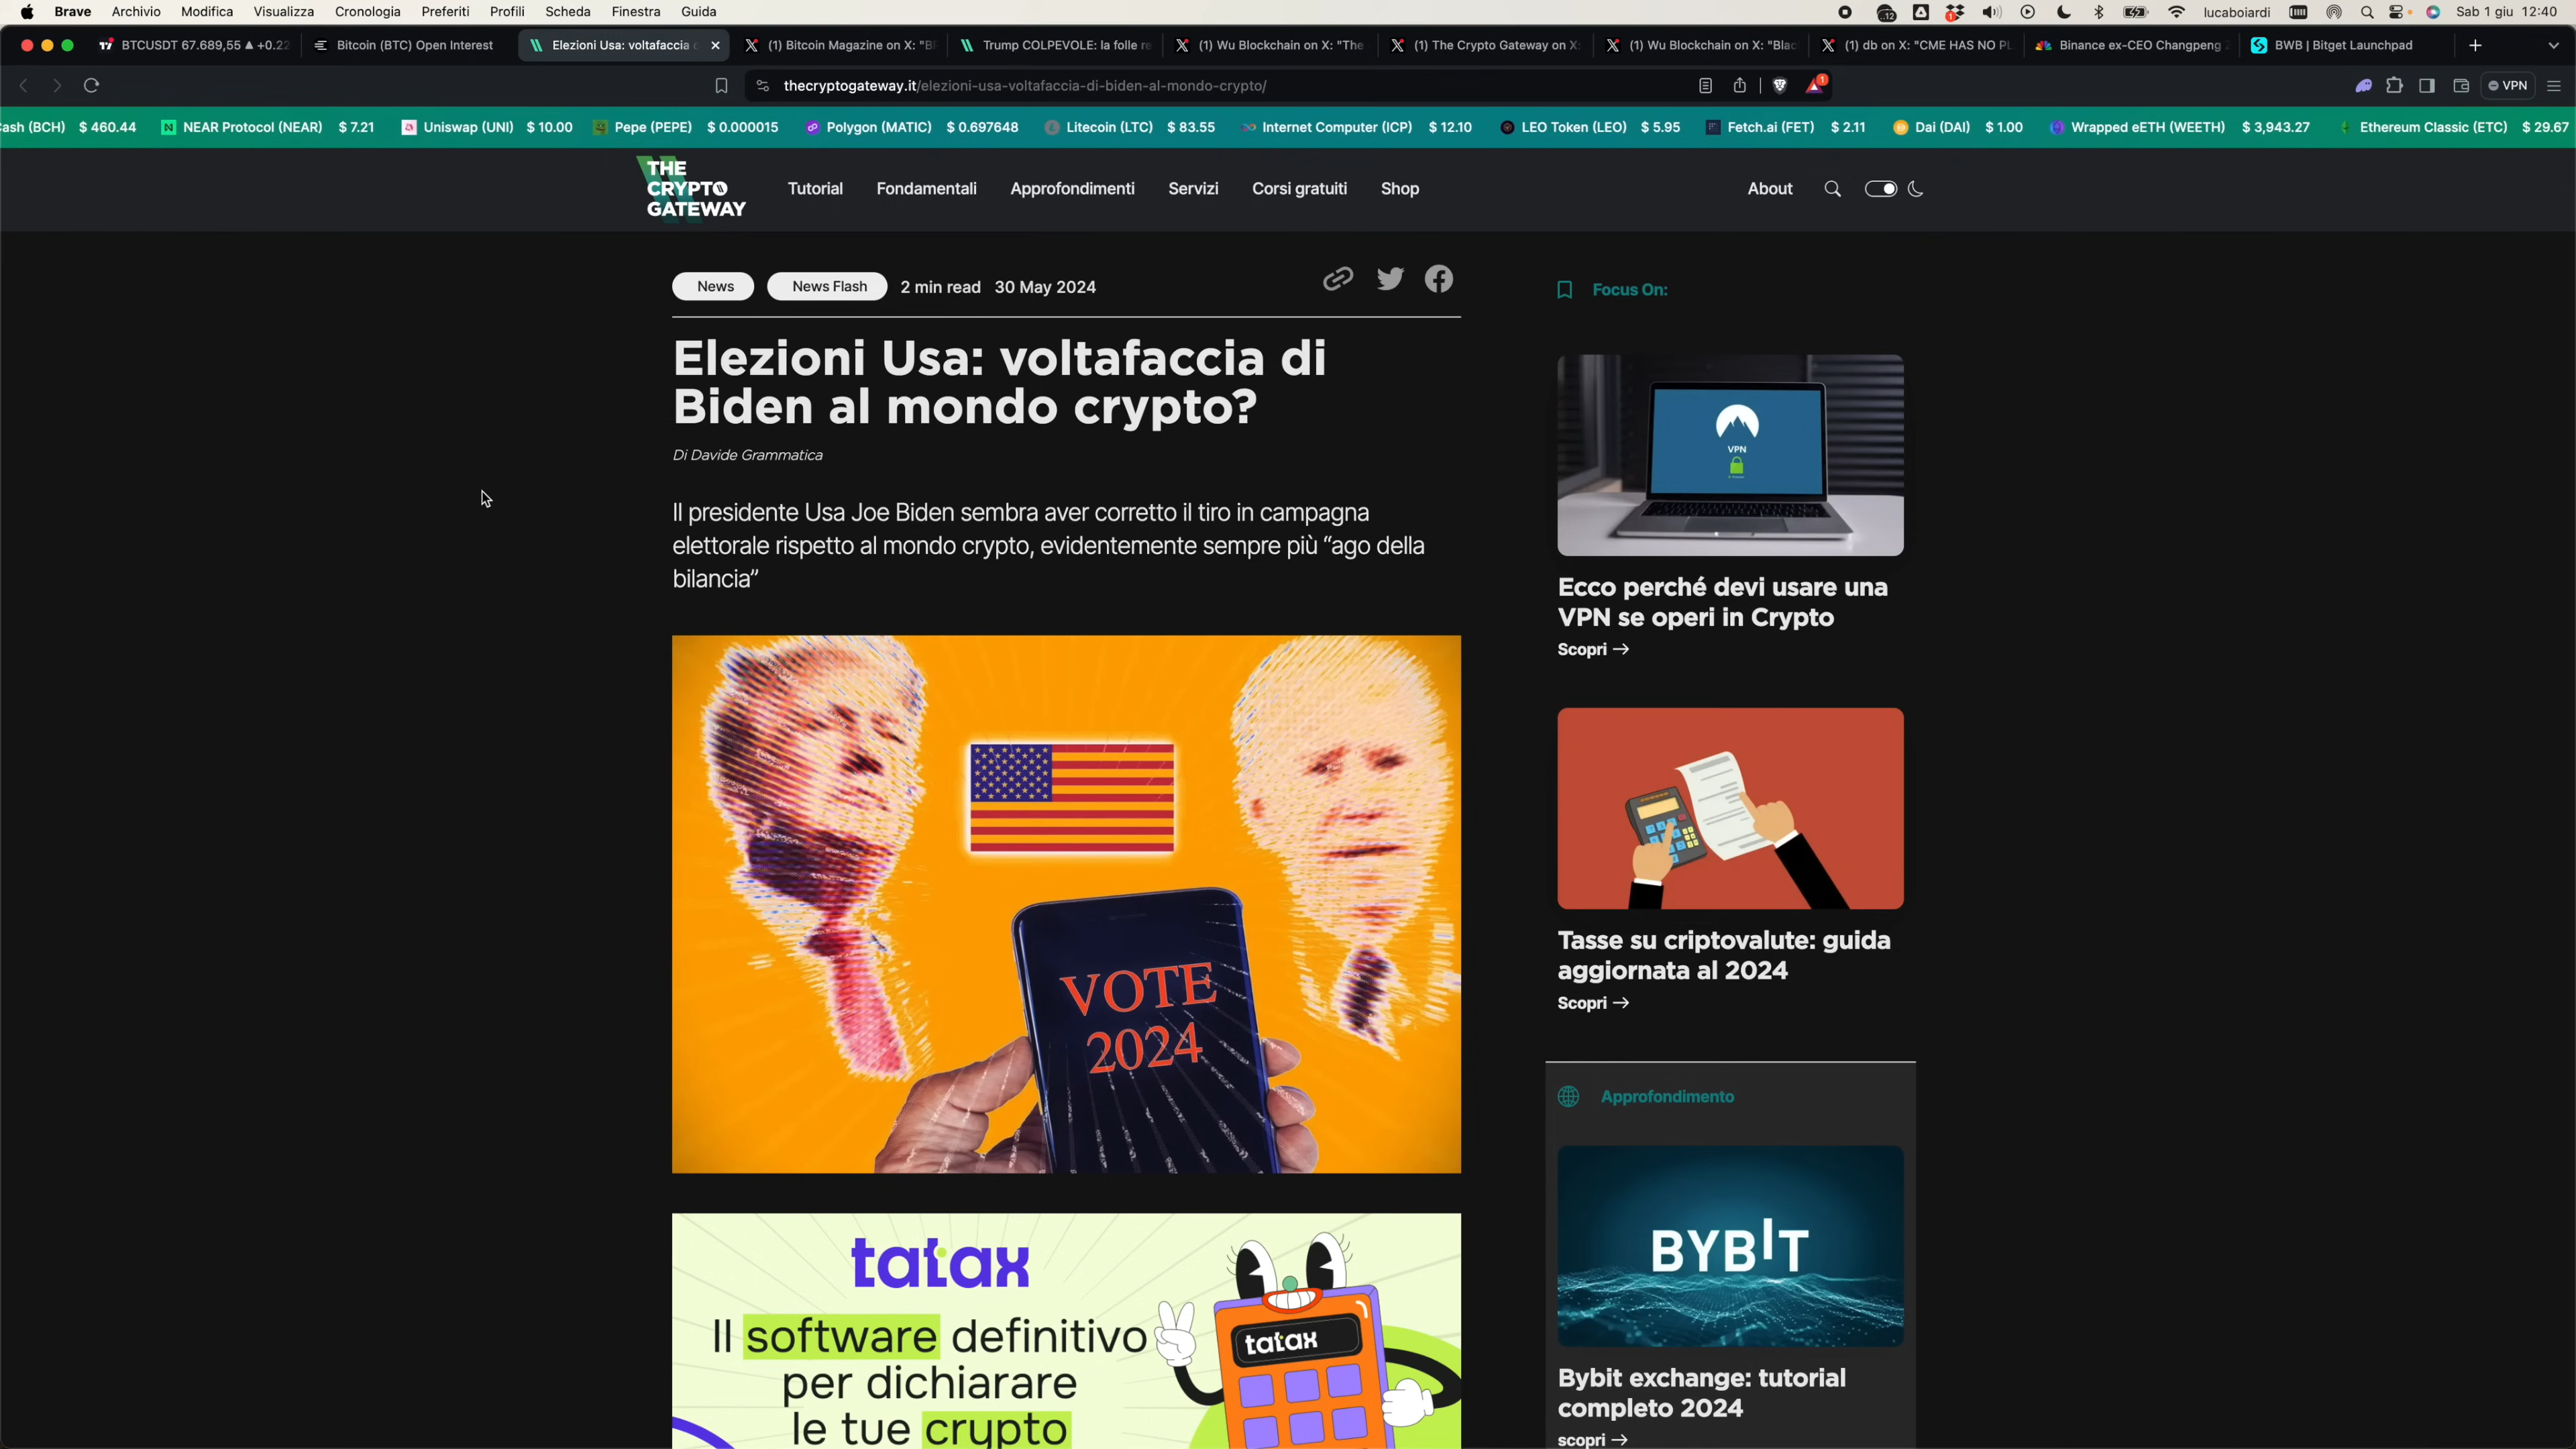 Brave Archivio Modifica Visualizza Cronologia Preferiti Profili Scheda Finestra Guida
lucaboiardi Sab 1 giu 12:40
BTCUSDT 67.689,55 ▲ +0.22
Bitcoin (BTC) Open Interest
Elezioni Usa: voltafaccia
(1) Bitcoin Magazine on X:
Trump COLPEVOLE: la folle
(1) Wu Blockchain on X: "The
(1) The Crypto Gateway on X:
(1) Wu Blockchain on X:
(1) db on X: "CME HAS NO
Binance ex-CEO Changpeng
BWB | Bitget Launchpad
thecryptogateway.it/elezioni-usa-voltafaccia-di-biden-al-mondo-crypto/
1
VPN
(BCH) $ 460.44 NEAR Protocol (NEAR) $ 7.21 Uniswap (UNI) $ 10.00 Pepe (PEPE) $ 0.000015 Polygon (MATIC) $ 0.697648 Litecoin (LTC) $ 83.55 Internet Computer (ICP) $ 12.10 LEO Token (LEO) $ 5.95 Fetch.ai (FET) $ 2.11 Dai (DAI) $ 1.00 Wrapped eETH (WEETH) $ 3,943.27 Ethereum Classic (ETC) $ 29.67
THE
CRYPTO
GATEWAY
Tutorial Fondamentali Approfondimenti Servizi Corsi gratuiti Shop About
News News Flash 2 min read 30 May 2024
Elezioni Usa: voltafaccia di
Biden al mondo crypto?
Di Davide Grammatica
Il presidente Usa Joe Biden sembra aver corretto il tiro in campagna
elettorale rispetto al mondo crypto, evidentemente sempre più “ago della
bilancia”
VOTE
2024
tatax
Il software definitivo
per dichiarare
le tue crypto
tatax
Focus On:
VPN
Ecco perché devi usare una
VPN se operi in Crypto
Scopri →
Tasse su criptovalute: guida
aggiornata al 2024
Scopri →
Approfondimento
BYBIT
Bybit exchange: tutorial
completo 2024
scopri →